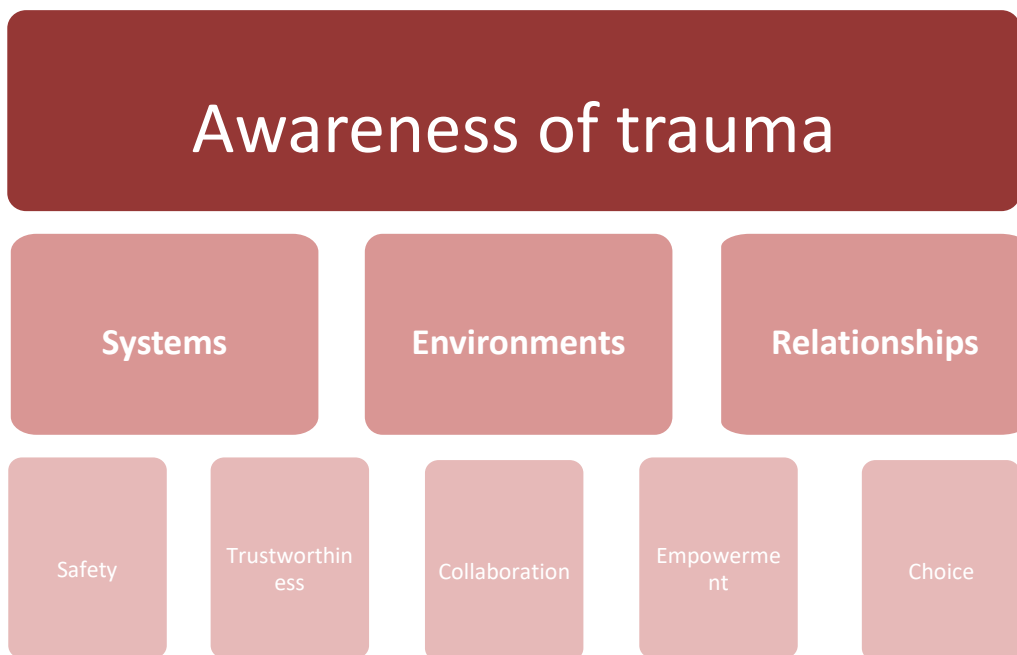 Awareness of trauma
Systems
Environments
Relationships
Safety
Trustworthin
ess
Collaboration
Empowerme
nt
Choice